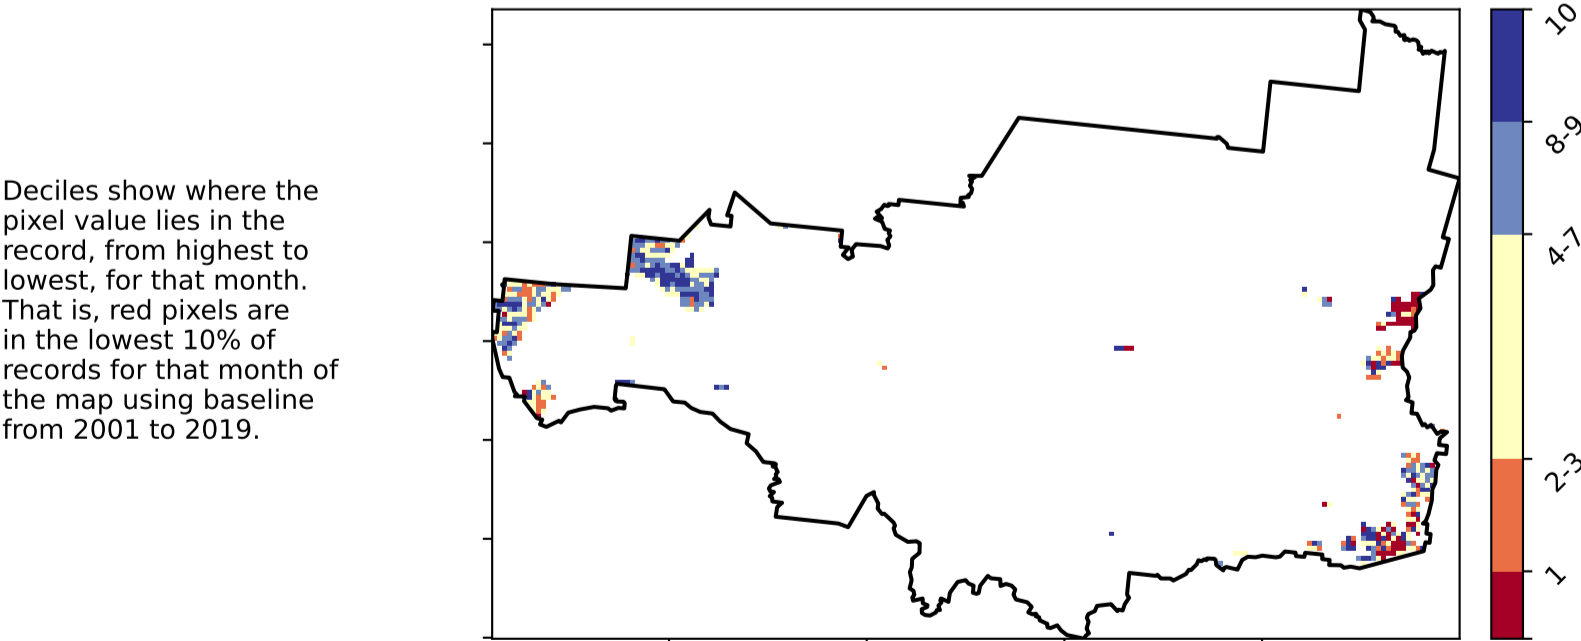 Deciles show where the
pixel value lies in the
record, from highest to
lowest, for that month.
That is, red pixels are
in the lowest 10% of
records for that month of
the map using baseline
from 2001 to 2019.
10
8-9
4-7
2-3
1